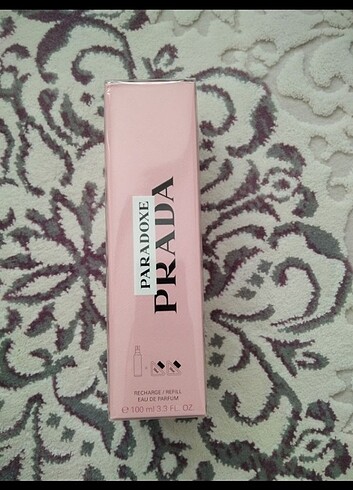 PARADOXE
PRADA
RECHARGE / REFILL
EAU DE PARFUM
℮ 100 ml 3.3 FL. OZ.